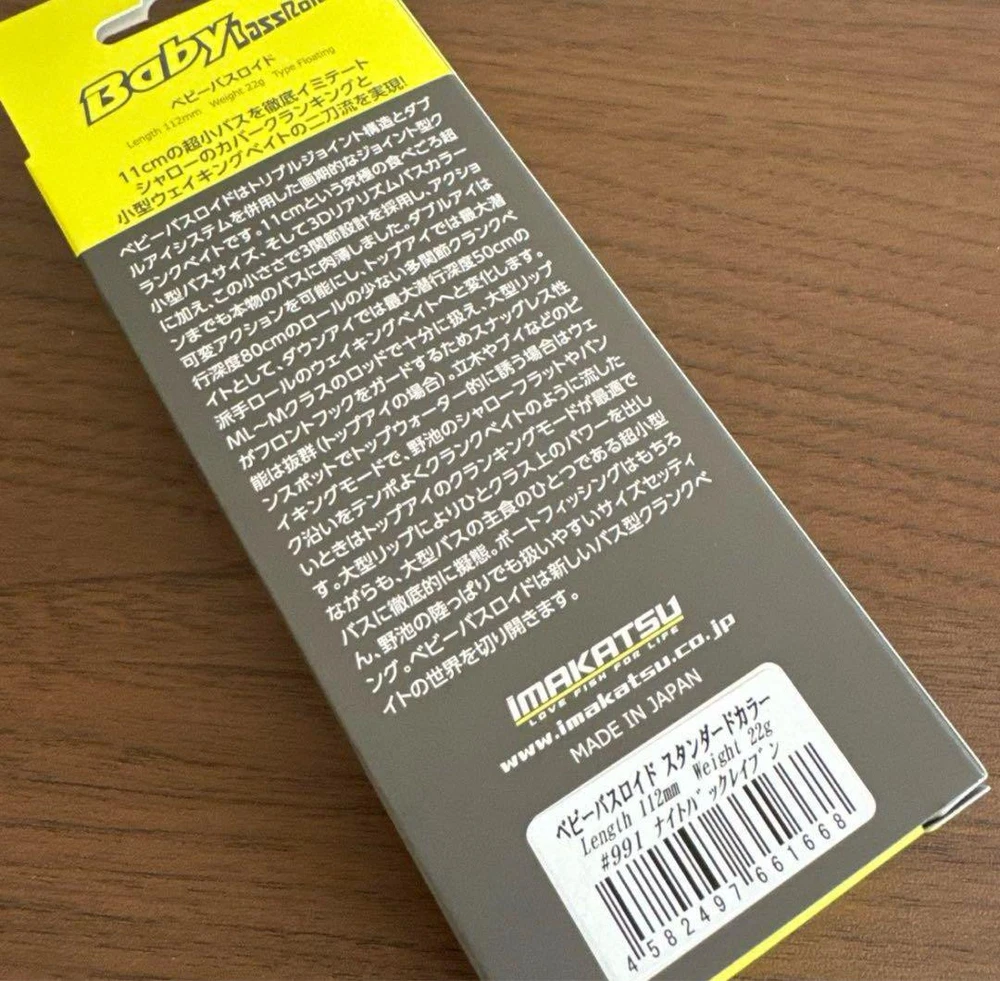 Baby BassRoid
ベビーバスロイド
Length 112mm Weight 22g Type Floating
11cmの超小バスを徹底イミテート
シャローのカバークランキングと
小型ウェイキングベイトの二刀流を実現!
ベビーバスロイドはトリプルジョイント構造とダブ
ルアイシステムを併用した画期的なジョイント型ク
ランクベイトです。11cmという究極の食べごろ超
小型バスサイズ、そして3Dリアリズムバスカラー
に加え、この小ささで3関節設計を採用し、アクショ
ンまでも本物のバスに肉薄しました。ダブルアイは
可変アクションを可能にし、トップアイでは最大潜
行深度80cmのロールの少ない多関節クランクベ
イトとして、ダウンアイでは最大潜行深度50cmの
派手ロールのウェイキングベイトへと変化します。
ML〜Mクラスのロッドで十分に扱え、大型リップ
がフロントフックをガードするためスナッグレス性
能は抜群(トップアイの場合)。立木やブイなどのピ
ンスポットでトップウォーター的に誘う場合はウェ
イキングモードで、野池のシャローフラットやバン
ク沿いをテンポよくクランクベイトのように流した
いときはトップアイのクランキングモードが最適で
す。大型リップによりひとクラス上のパワーを出し
ながらも、大型バスの主食のひとつである超小型
バスに徹底的に擬態。ボートフィッシングはもちろ
ん、野池の陸っぱりでも扱いやすいサイズセッティ
ング。ベビーバスロイドは新しいバス型クランクベ
イトの世界を切り開きます。
IMAKATSU
LOVE FISH FOR LIFE
www.imakatsu.co.jp
MADE IN JAPAN
ベビーバスロイド スタンダードカラー
Length 112mm Weight 22g
#991 ナイトバックレイブン
4582497661668